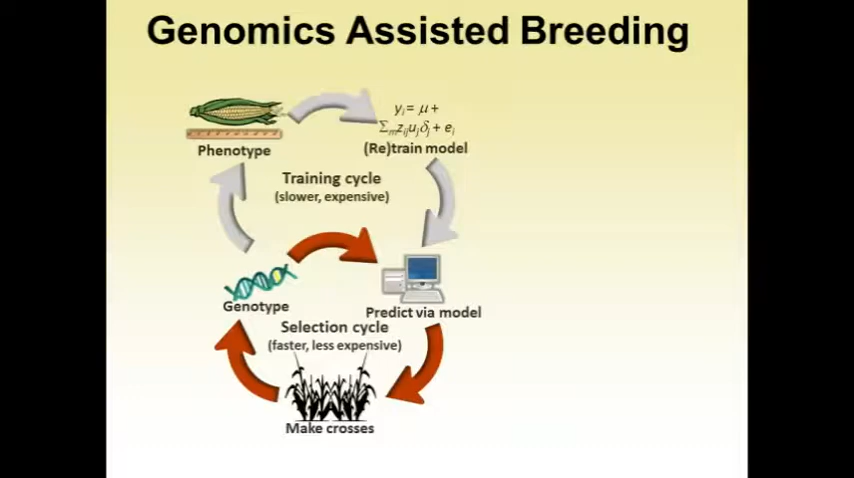 Genomics Assisted Breeding
yᵢ = μ +
Σₘzᵢⱼuⱼδⱼ + eᵢ
Phenotype
(Re)train model
Training cycle
(slower, expensive)
Genotype
Predict via model
Selection cycle
(faster, less expensive)
Make crosses